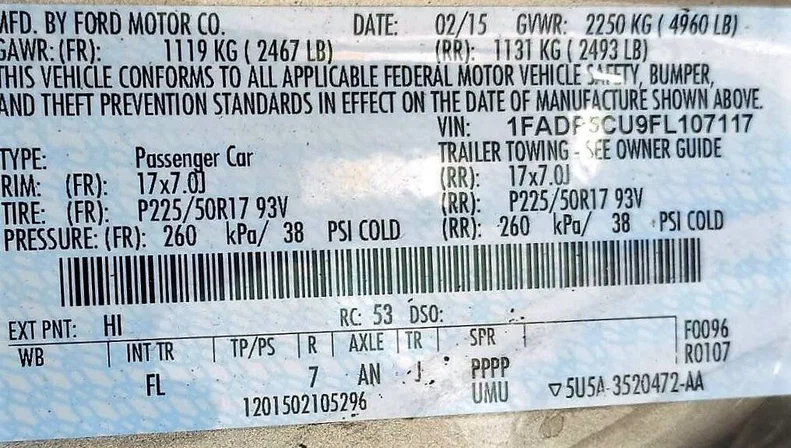 MFD. BY FORD MOTOR CO. DATE: 02/15 GVWR: 2250 KG ( 4960 LB)
GAWR: (FR): 1119 KG ( 2467 LB) (RR): 1131 KG ( 2493 LB)
THIS VEHICLE CONFORMS TO ALL APPLICABLE FEDERAL MOTOR VEHICLE SAFETY, BUMPER,
AND THEFT PREVENTION STANDARDS IN EFFECT ON THE DATE OF MANUFACTURE SHOWN ABOVE.
VIN: 1FADP5CU9FL107117
TYPE: Passenger Car TRAILER TOWING - SEE OWNER GUIDE
RIM: (FR): 17x7.0J (RR): 17x7.0J
TIRE: (FR): P225/50R17 93V (RR): P225/50R17 93V
PRESSURE: (FR): 260 kPa/ 38 PSI COLD (RR): 260 kPa/ 38 PSI COLD
EXT PNT: HI RC: 53 DSO:
WB | INT TR | TP/PS | R | AXLE | TR | SPR F0096
R0107
FL 7 AN J PPPP
1201502105296 UMU ▽5U5A-3520472-AA